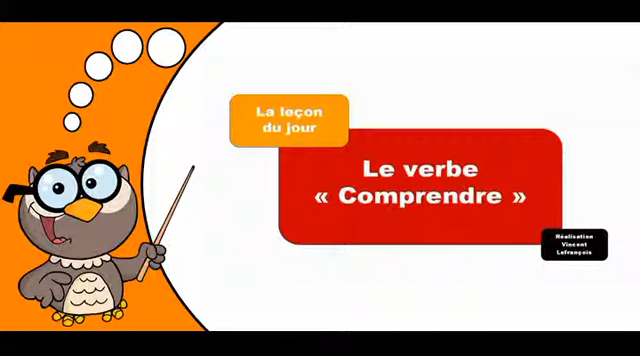 La leçon
du jour
Le verbe
« Comprendre »
Réalisation
Vincent
Lefrançois